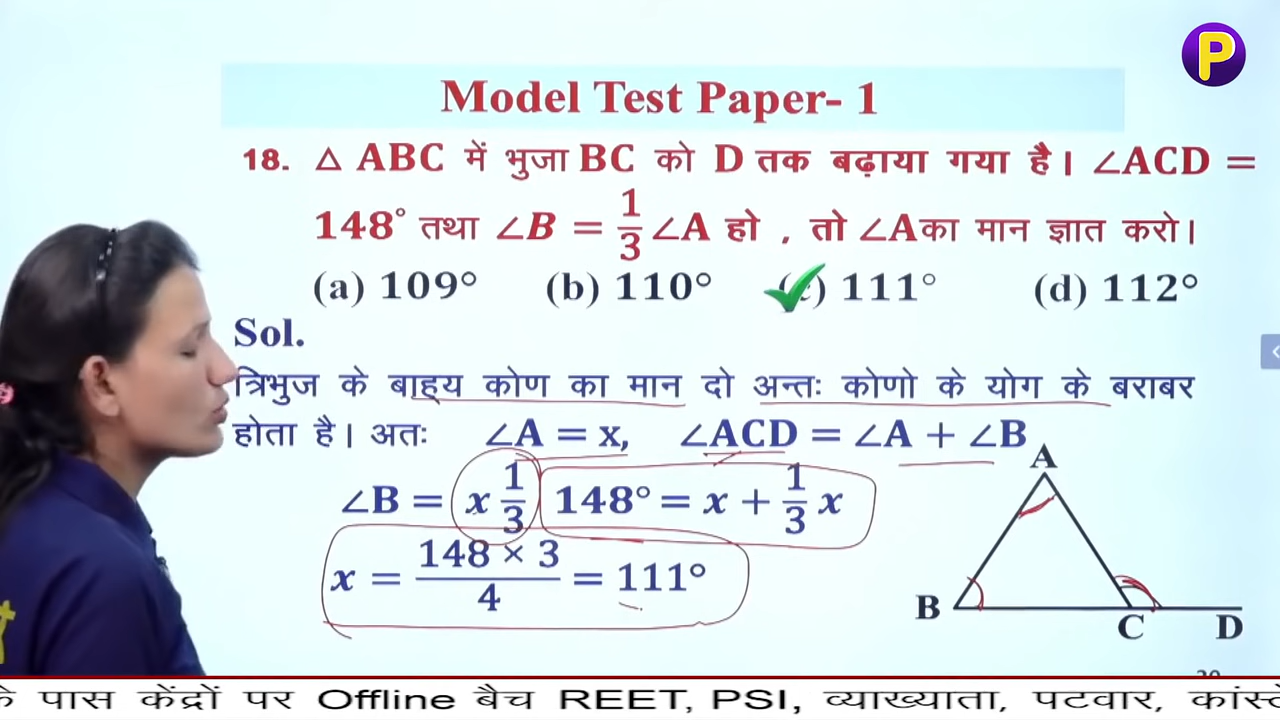 P
Model Test Paper- 1
18. △ ABC में भुजा BC को D तक बढ़ाया गया है। ∠ACD =
148° तथा ∠B = 1/3 ∠A हो , तो ∠A का मान ज्ञात करो।
(a) 109° (b) 110° (c) 111° (d) 112°
Sol.
त्रिभुज के बाह्य कोण का मान दो अन्तः कोणो के योग के बराबर
होता है। अतः ∠A = x, ∠ACD = ∠A + ∠B
∠B = x 1/3 148° = x + 1/3 x
x = 148 × 3 / 4 = 111°
A
B C D
के पास केंद्रों पर Offline बैच REET, PSI, व्याख्याता, पटवार,